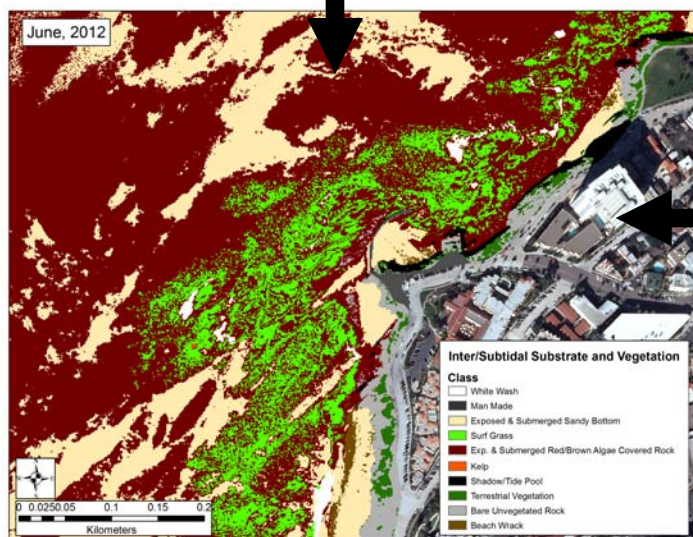 June, 2012
Inter/Subtidal Substrate and Vegetation
Class
White Wash
Man Made
Exposed & Submerged Sandy Bottom
Surf Grass
Exp. & Submerged Red/Brown Algae Covered Rock
Kelp
Shadow/Tide Pool
Terrestrial Vegetation
Bare Unvegetated Rock
Beach Wrack
0 0.025 0.05 0.1 0.15 0.2
Kilometers